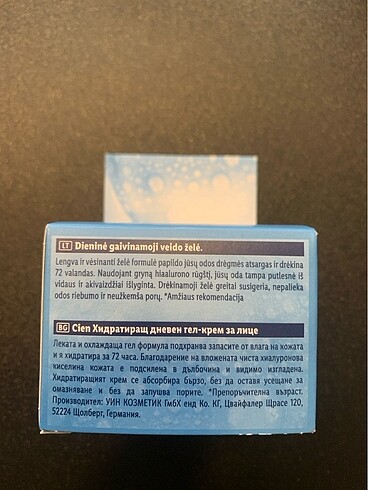 LT Dieninė gaivinamoji veido želė.
Lengva ir vėsinanti želė formulė papildo jūsų odos drėgmės atsargas ir drėkina
72 valandas. Naudojant gryną hiaalurono rūgštį, jūsų oda tampa putlesnė iš
vidaus ir akivaizdžiai išlyginta. Drėkinamoji želė greitai susigeria, nepalieka
odos riebumo ir neužkemša porų. *Amžiaus rekomendacija
BG Cien Хидратиращ дневен гел-крем за лице
Леката и охлаждаща гел формула подхранва запасите от влага на кожата
и я хидратира за 72 часа. Благодарение на вложената чиста хиалуронова
киселина кожата е подсилена в дълбочина и видимо изгладена.
Хидратиращият крем се абсорбира бързо, без да оставя усещане за
омазняване и без да запушва порите. *Препоръчителна възраст.
Производител: УИН КОЗМЕТИК ГмбХ енд Ко. КГ, Цвайфалер Щрасе 120,
52224 Щолберг, Германия.